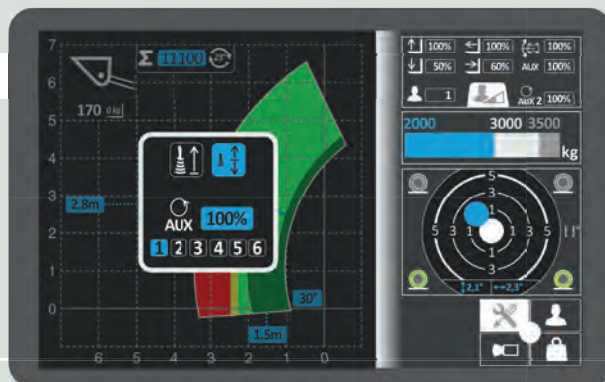 7
6
5
4
3
2
1
0
6 5 4 3 2 1 0
Σ 11100 23°
170 0 kg
2.8m
30°
1.5m
AUX 100%
1 2 3 4 5 6
100% 100% 100%
50% 60% AUX 100%
1 AUX 2 100%
2000 3000 3500
kg
5
3
1
5 3 1 1 3 5
1
3
2,1° 2,3°